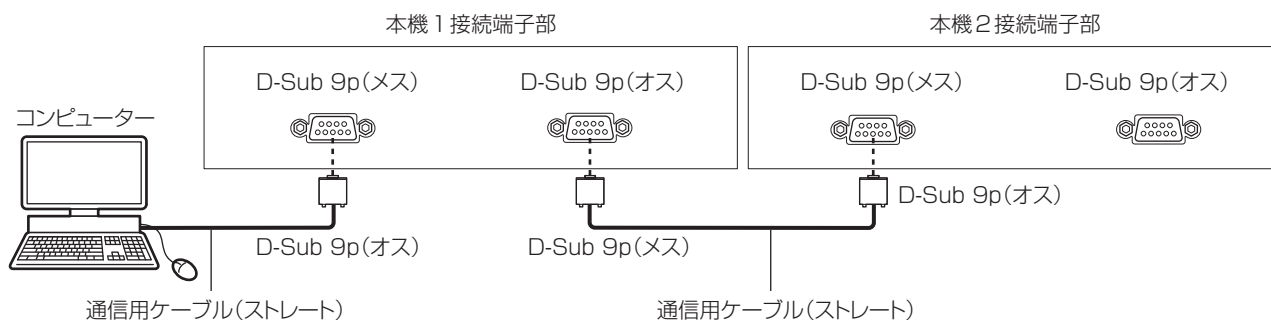 本機1接続端子部
本機2接続端子部
D-Sub 9p(メス)
D-Sub 9p(オス)
D-Sub 9p(メス)
D-Sub 9p(オス)
コンピューター
D-Sub 9p(オス)
D-Sub 9p(オス)
D-Sub 9p(メス)
通信用ケーブル(ストレート)
通信用ケーブル(ストレート)